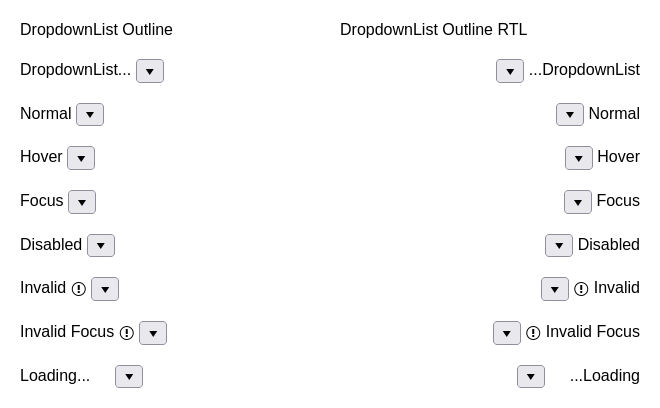 DropdownList Outline
DropdownList Outline RTL
DropdownList...
...DropdownList
Normal
Normal
Hover
Hover
Focus
Focus
Disabled
Disabled
Invalid
Invalid
Invalid Focus
Invalid Focus
Loading...
...Loading